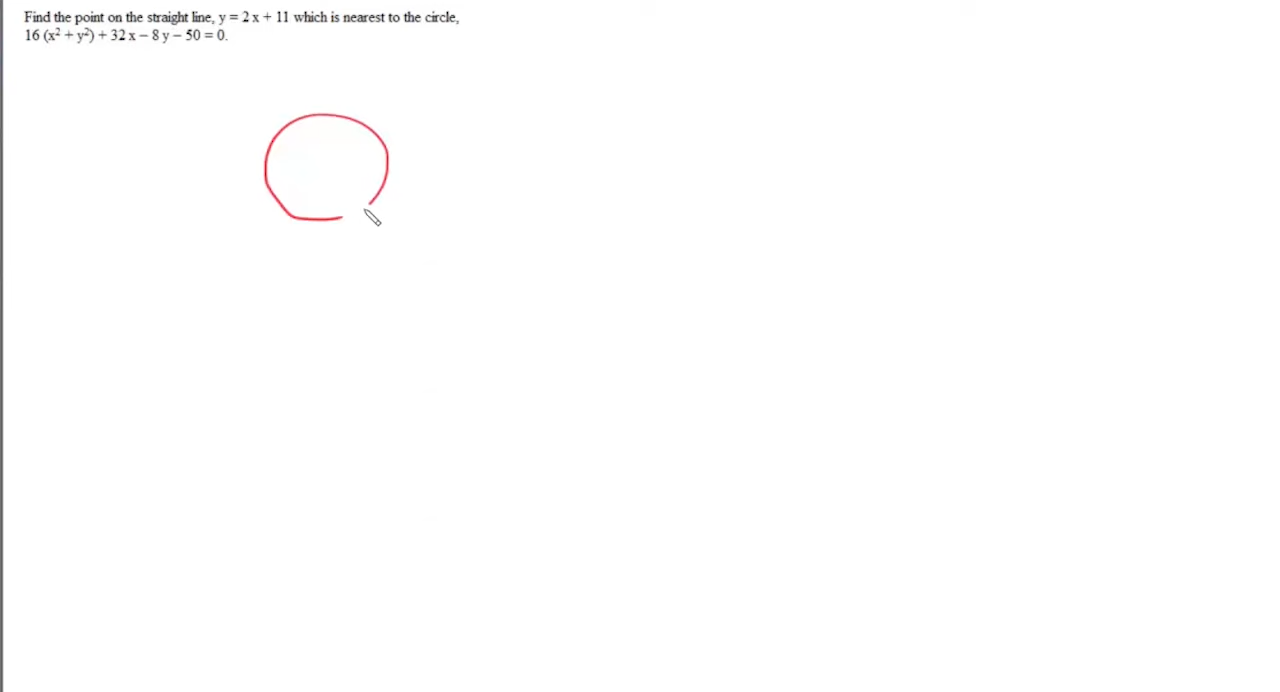 Find the point on the straight line, y = 2 x + 11 which is nearest to the circle,
16 (x² + y²) + 32 x – 8 y – 50 = 0.